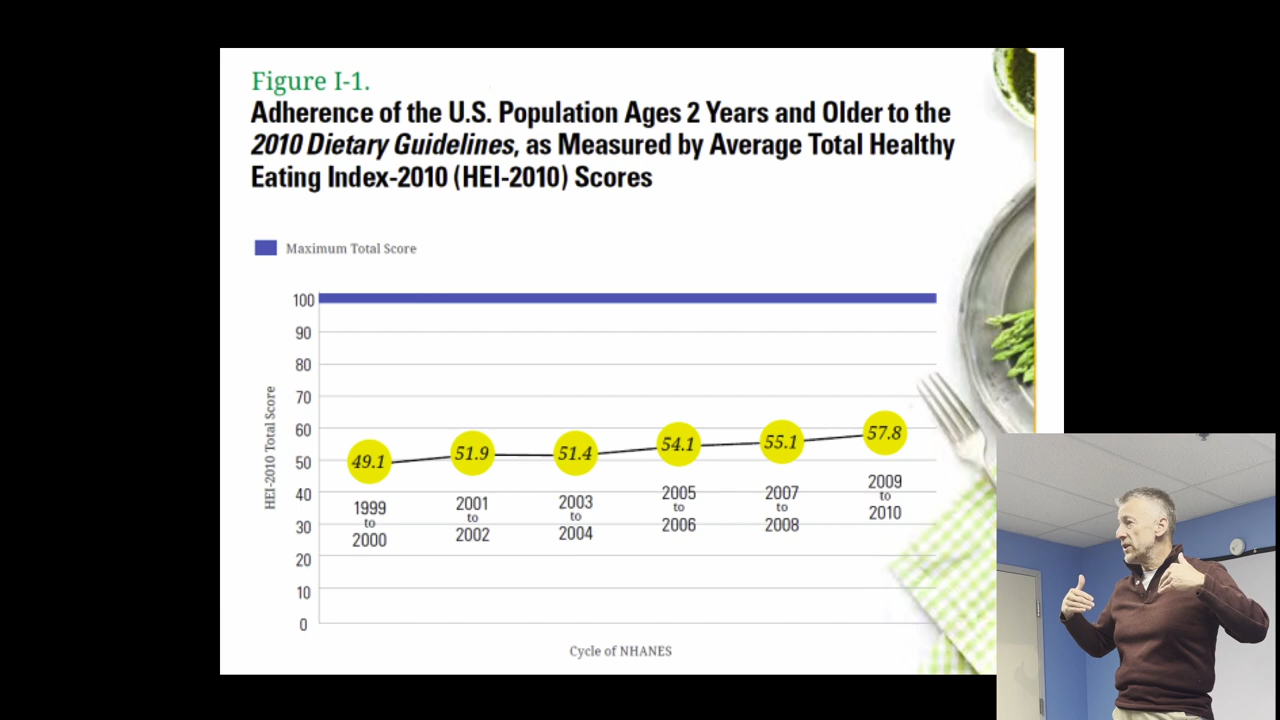 Figure I-1.
Adherence of the U.S. Population Ages 2 Years and Older to the
2010 Dietary Guidelines, as Measured by Average Total Healthy
Eating Index-2010 (HEI-2010) Scores
Maximum Total Score
HEI-2010 Total Score
100
90
80
70
60
50
40
30
20
10
0
49.1
51.9
51.4
54.1
55.1
57.8
1999
to
2000
2001
to
2002
2003
to
2004
2005
to
2006
2007
to
2008
2009
to
2010
Cycle of NHANES